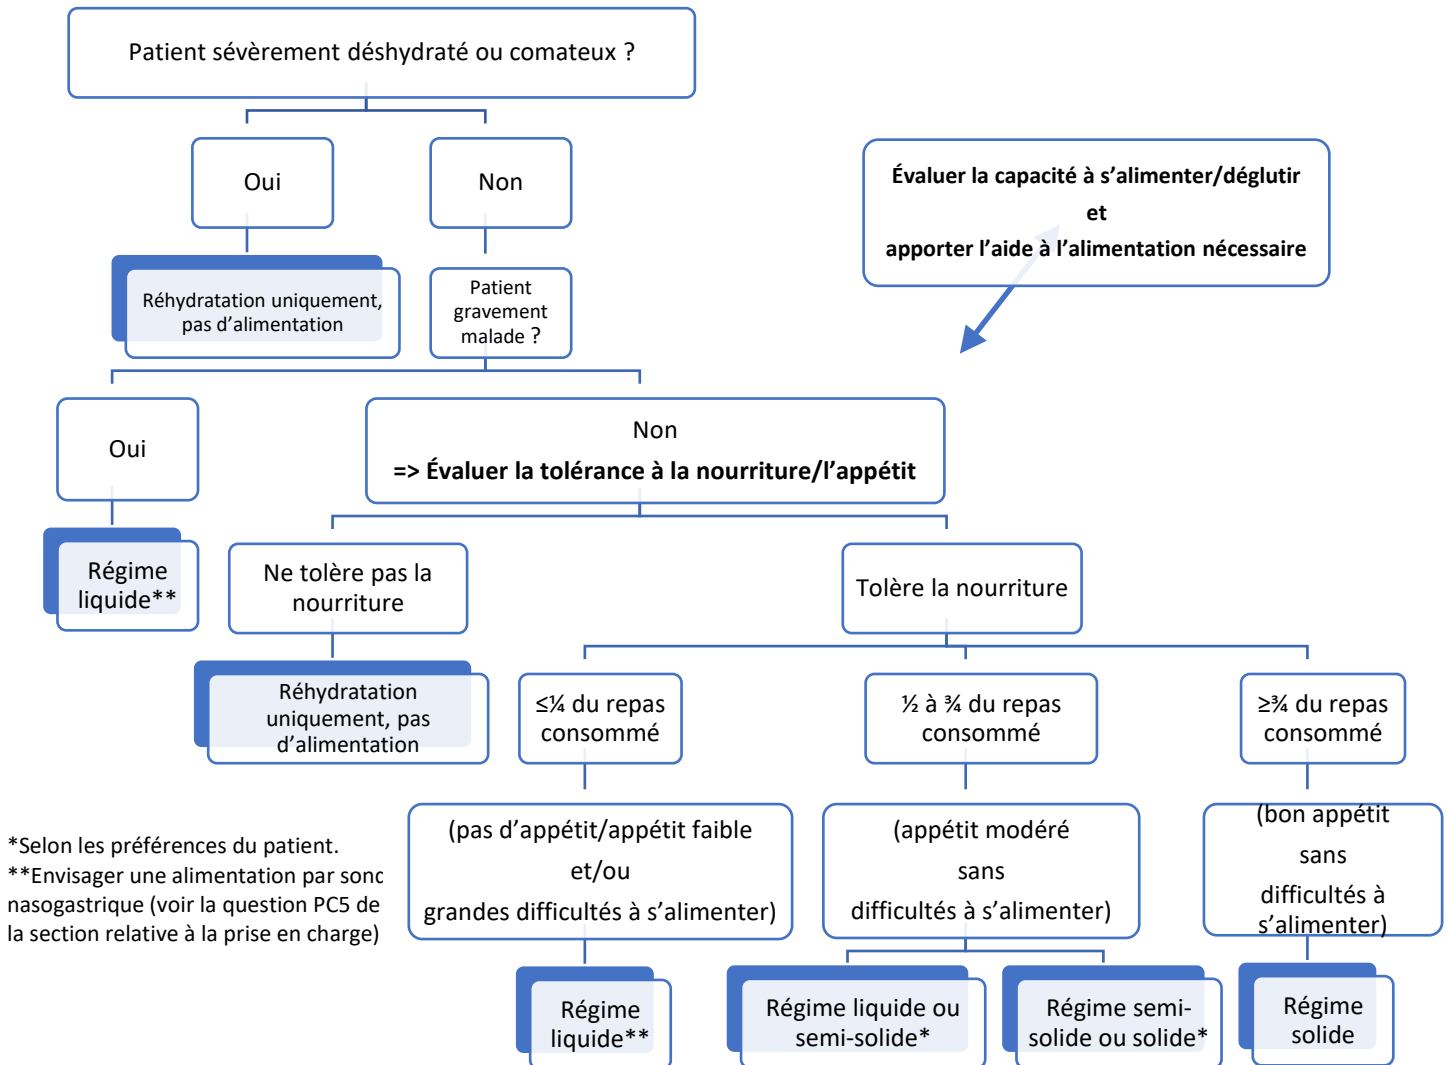 Patient sévèrement déshydraté ou comateux ?
Oui
Non
Évaluer la capacité à s’alimenter/déglutir
et
apporter l’aide à l’alimentation nécessaire
Réhydratation uniquement,
pas d’alimentation
Patient
gravement
malade ?
Oui
Non
=> Évaluer la tolérance à la nourriture/l’appétit
Régime
liquide**
Ne tolère pas la
nourriture
Tolère la nourriture
Réhydratation
uniquement, pas
d’alimentation
≤¼ du repas
consommé
½ à ¾ du repas
consommé
≥¾ du repas
consommé
(pas d’appétit/appétit faible
et/ou
grandes difficultés à s’alimenter)
(appétit modéré
sans
difficultés à s’alimenter)
(bon appétit
sans
difficultés à
s’alimenter)
*Selon les préférences du patient.
**Envisager une alimentation par sond
nasogastrique (voir la question PC5 de
la section relative à la prise en charge)
Régime
liquide**
Régime liquide ou
semi-solide*
Régime semi-
solide ou solide*
Régime
solide